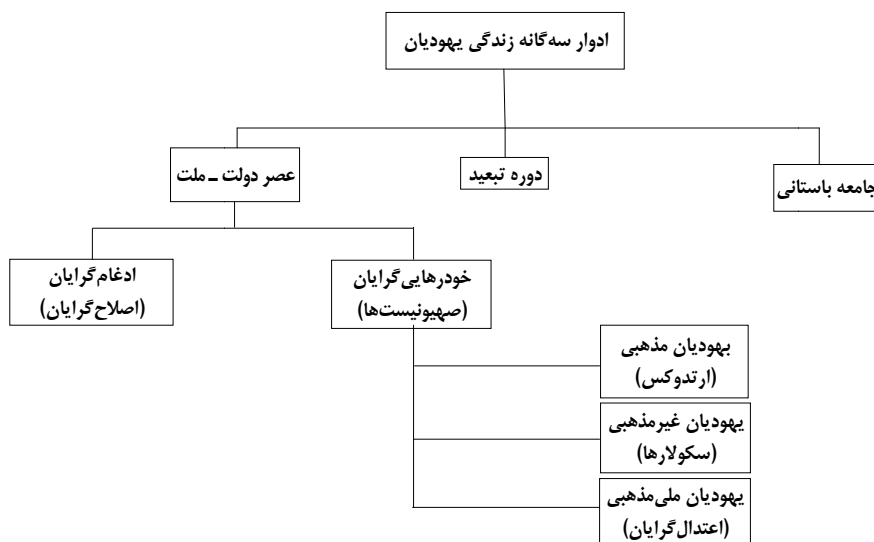 ادوار سه‌گانه زندگی یهودیان
جامعه باستانی
دوره تبعید
عصر دولت ــ ملت
خودرهایی‌گرایان
(صهیونیست‌ها)
ادغام‌گرایان
(اصلاح‌گرایان)
یهودیان مذهبی
(ارتدوکس)
یهودیان غیرمذهبی
(سکولارها)
یهودیان ملی‌مذهبی
(اعتدال‌گرایان)